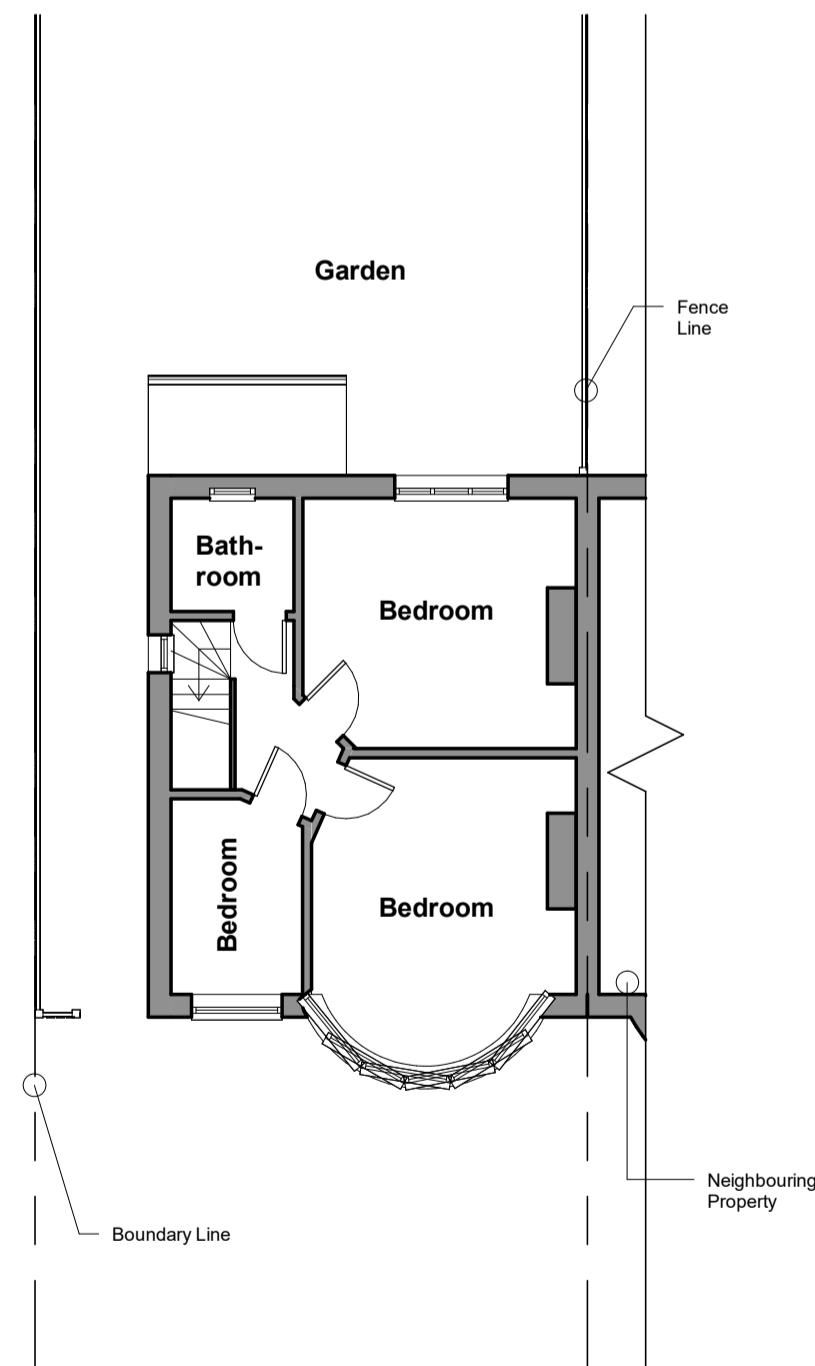 Garden
Fence
Line
Bath-
room
Bedroom
Bedroom
Bedroom
Neighbouring
Property
Boundary Line